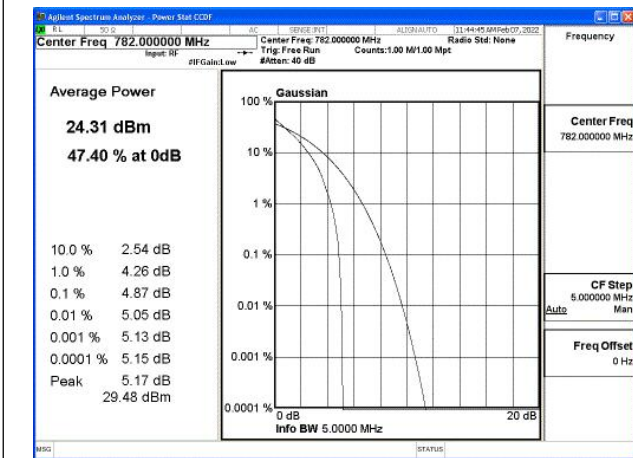 Agilent Spectrum Analyzer - Power Stat CCDF
RL 50 Ω AC SENSE:INT ALIGNAUTO 11:44:45 AM Feb 07, 2022
Center Freq 782.000000 MHz Center Freq: 782.000000 MHz Radio Std: None
Input: RF Trig: Free Run Counts:1.00 M/1.00 Mpt
#IFGain:Low #Atten: 40 dB
Frequency
Average Power
24.31 dBm
47.40 % at 0dB
10.0 % 2.54 dB
1.0 % 4.26 dB
0.1 % 4.87 dB
0.01 % 5.05 dB
0.001 % 5.13 dB
0.0001 % 5.15 dB
Peak 5.17 dB
29.48 dBm
Gaussian
100 %
10 %
1 %
0.1 %
0.01 %
0.001 %
0.0001 %
0 dB 20 dB
Info BW 5.0000 MHz
Center Freq
782.000000 MHz
CF Step
5.000000 MHz
Auto Man
Freq Offset
0 Hz
MSG STATUS